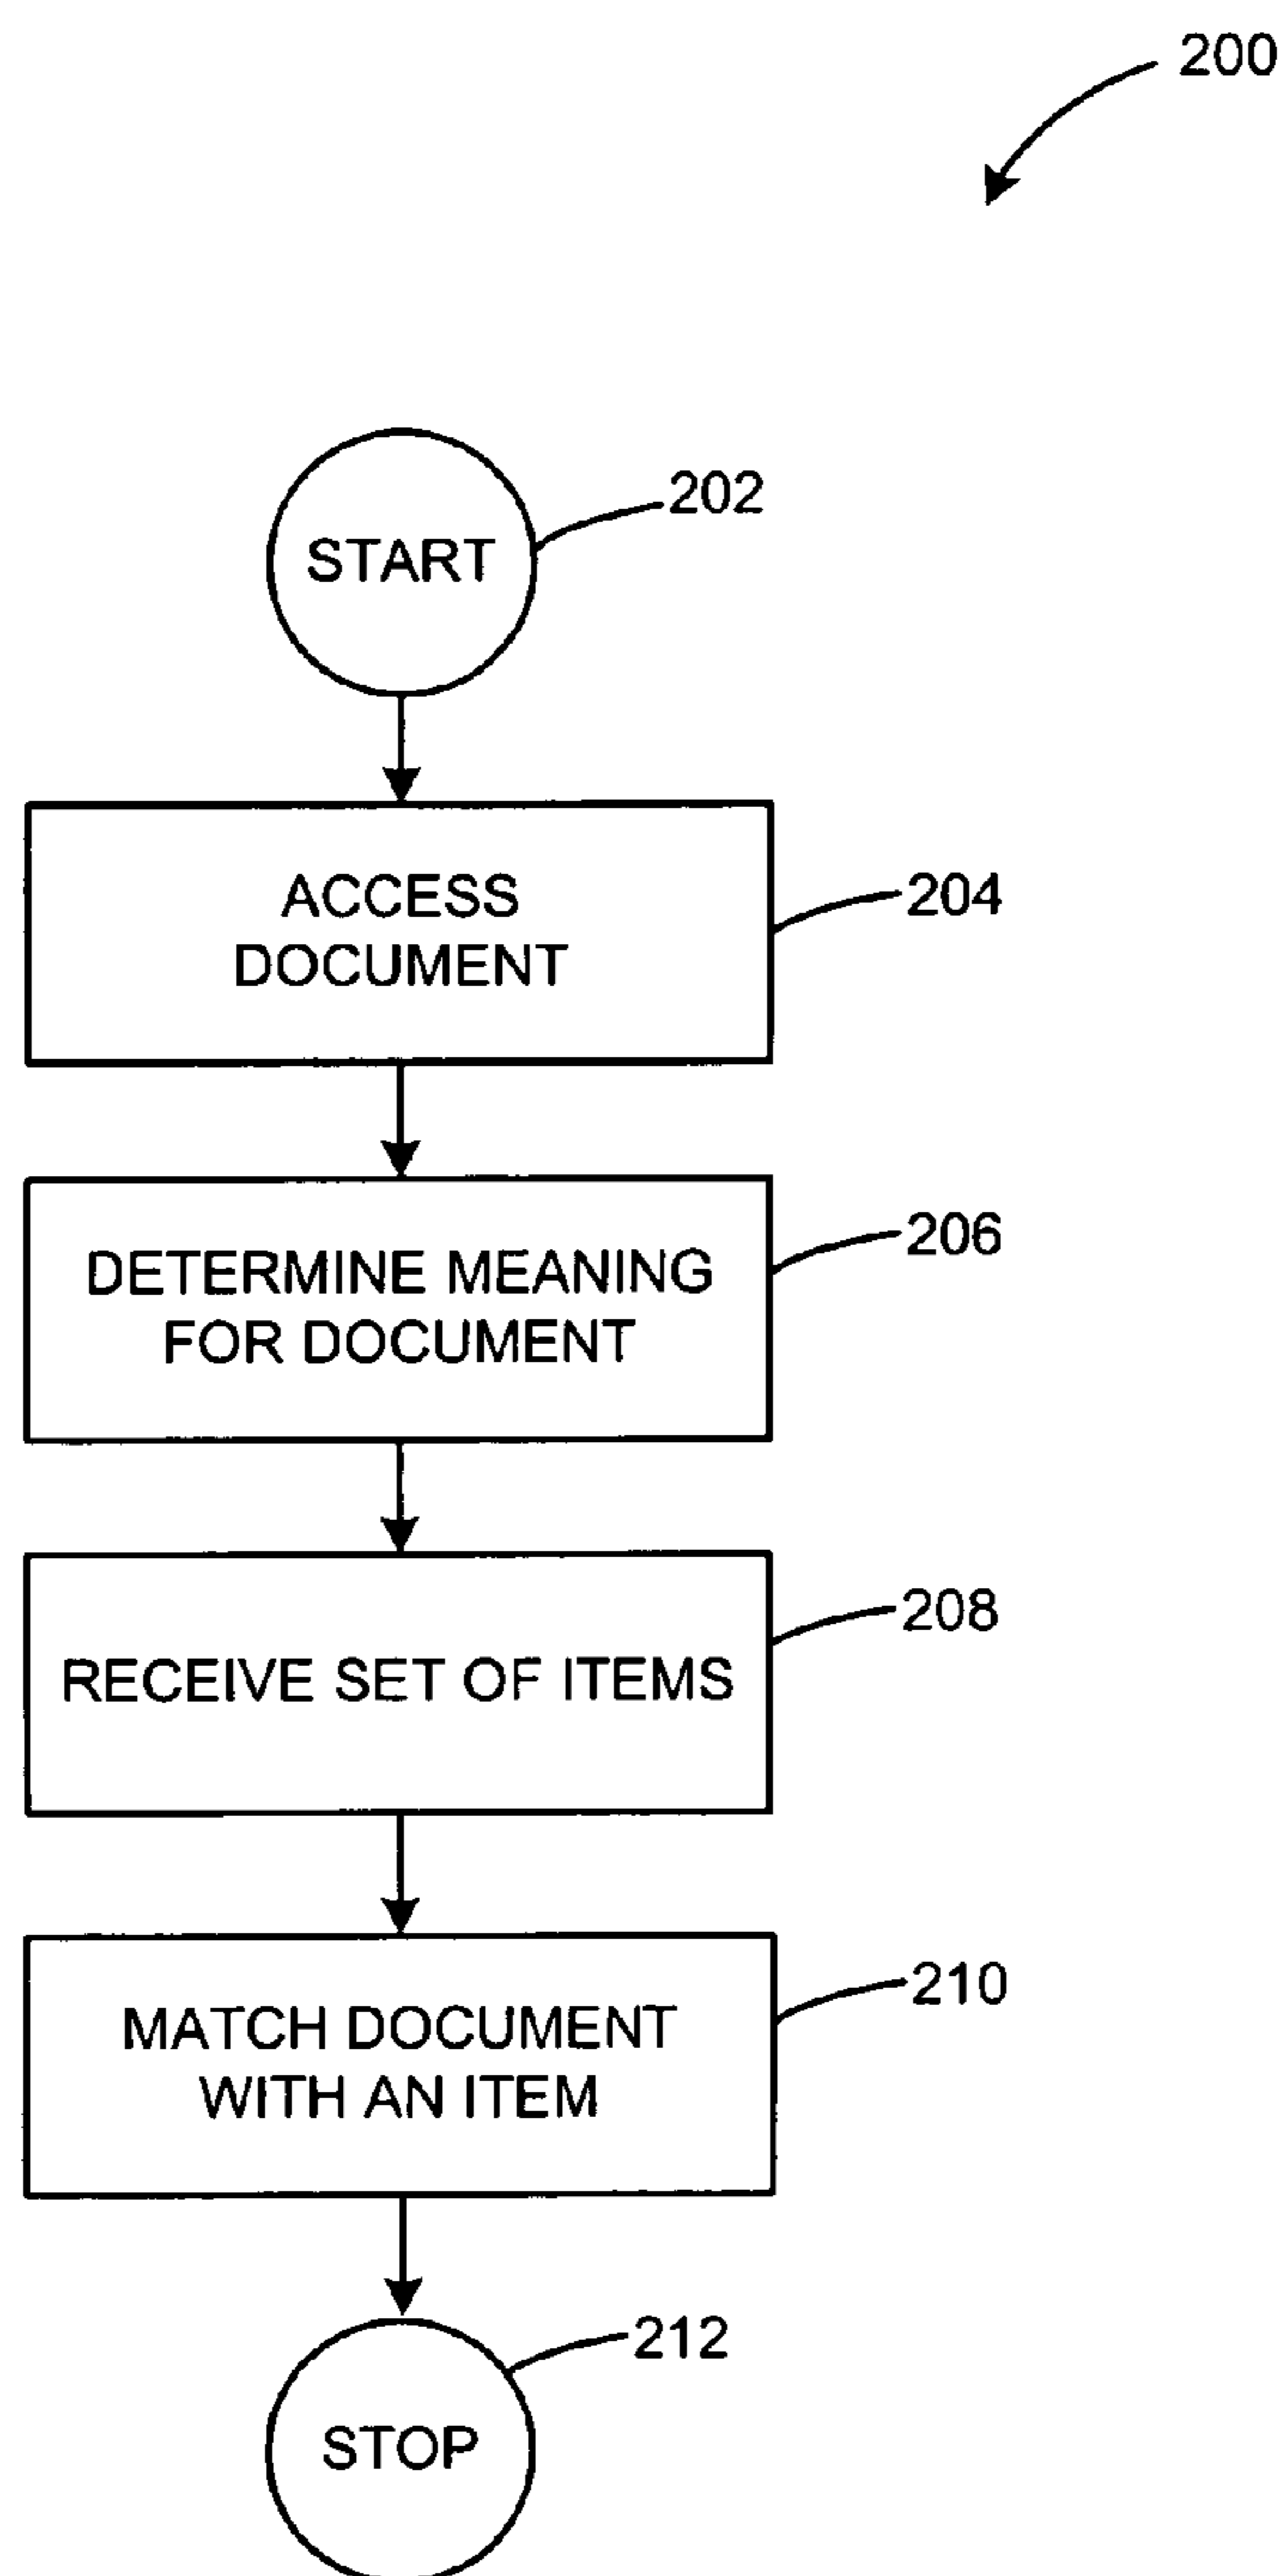 200
START
202
ACCESS
DOCUMENT
204
DETERMINE MEANING
FOR DOCUMENT
206
RECEIVE SET OF ITEMS
208
MATCH DOCUMENT
WITH AN ITEM
210
STOP
212